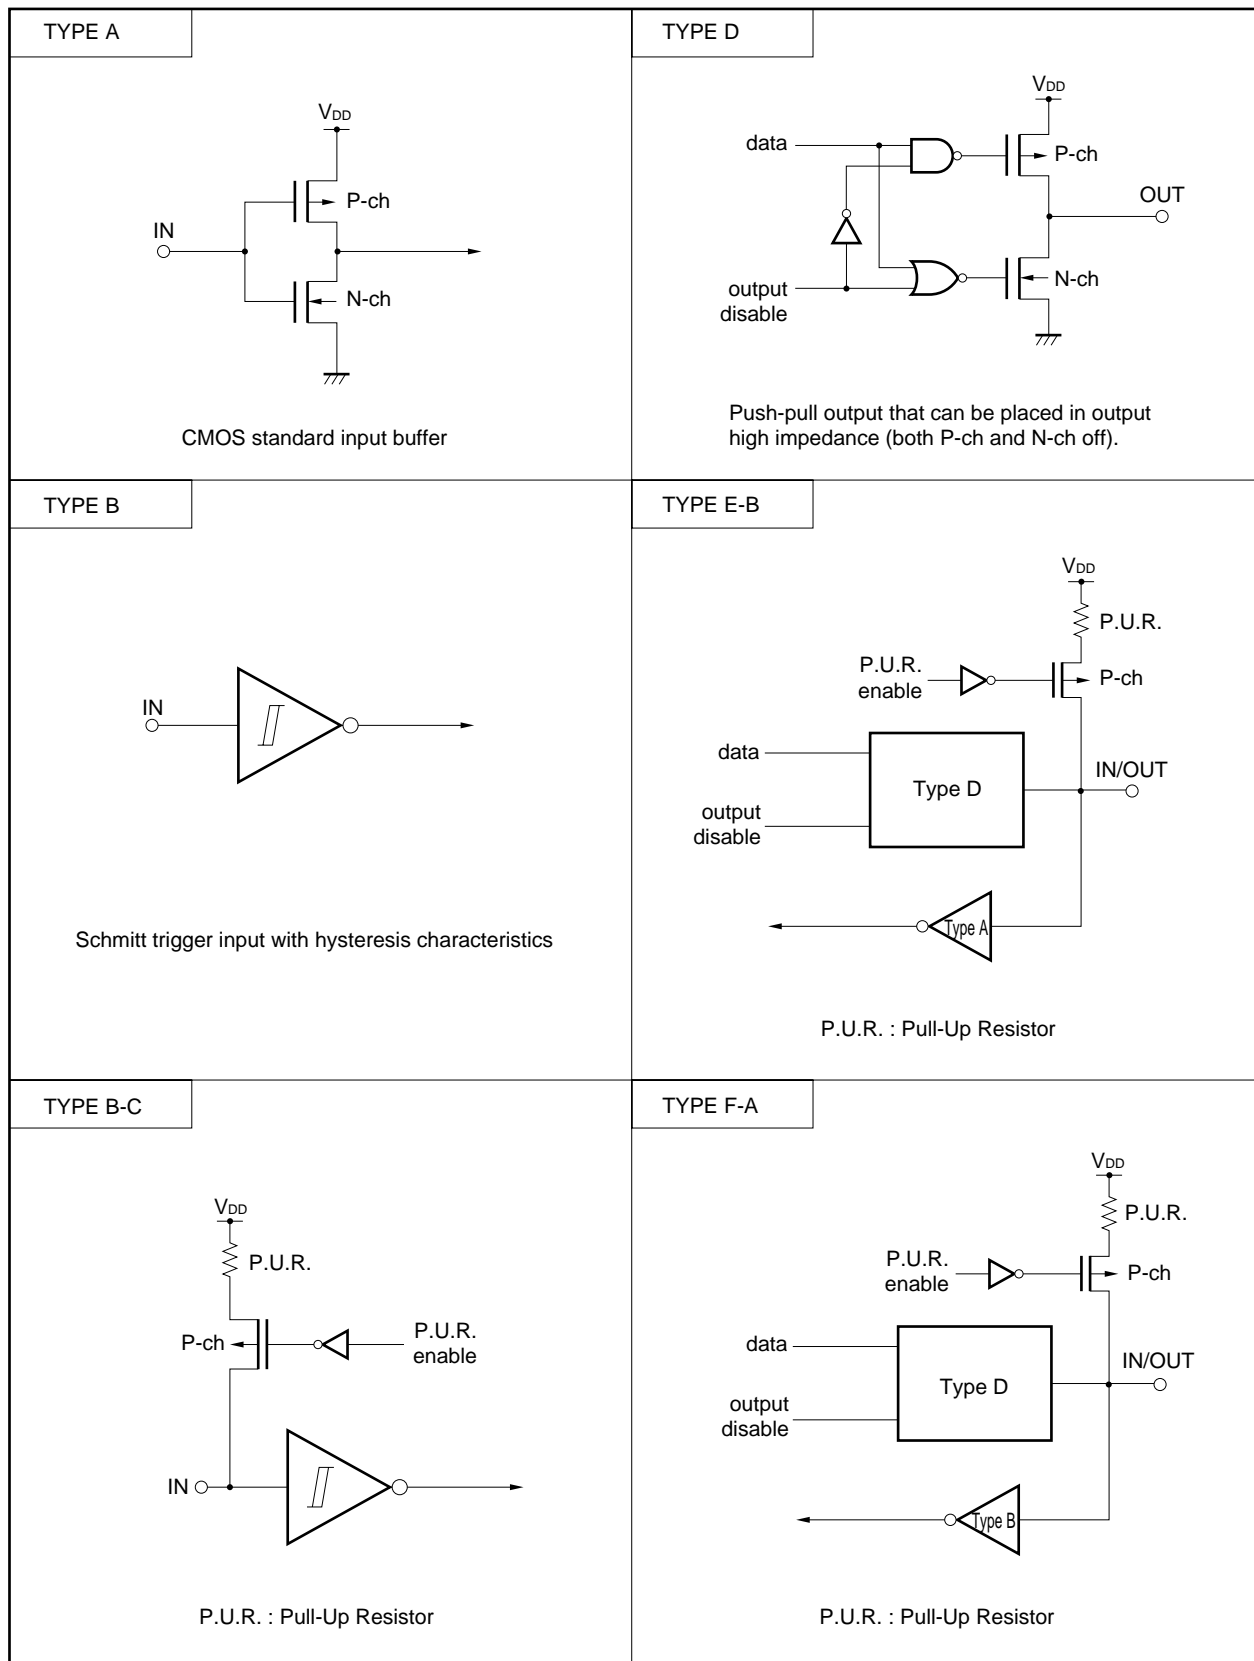 TYPE A
VDD
P-ch
IN
N-ch
CMOS standard input buffer
TYPE D
VDD
data
P-ch
OUT
output
disable
N-ch
Push-pull output that can be placed in output
high impedance (both P-ch and N-ch off).
TYPE B
IN
Schmitt trigger input with hysteresis characteristics
TYPE E-B
VDD
P.U.R.
P.U.R.
enable
P-ch
data
Type D
IN/OUT
output
disable
Type A
P.U.R. : Pull-Up Resistor
TYPE B-C
VDD
P.U.R.
P-ch
P.U.R.
enable
IN
P.U.R. : Pull-Up Resistor
TYPE F-A
VDD
P.U.R.
P.U.R.
enable
P-ch
data
Type D
IN/OUT
output
disable
Type B
P.U.R. : Pull-Up Resistor